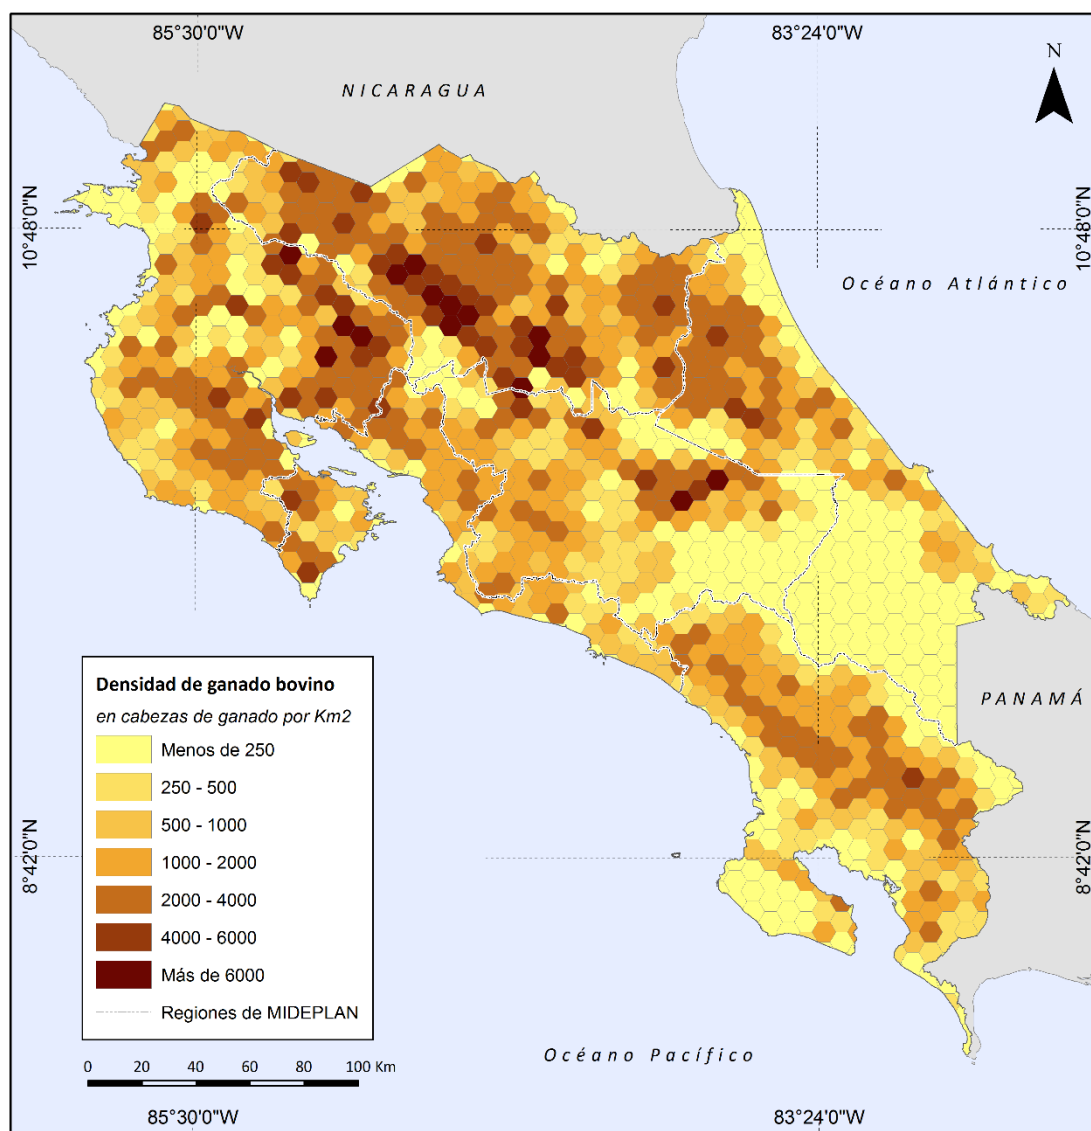 85°30'0"W
83°24'0"W
N
NICARAGUA
10°48'0"N
10°48'0"N
Océano Atlántico
PANAMÁ
Densidad de ganado bovino
en cabezas de ganado por Km2
Menos de 250
250 - 500
500 - 1000
1000 - 2000
2000 - 4000
4000 - 6000
Más de 6000
Regiones de MIDEPLAN
8°42'0"N
8°42'0"N
0 20 40 60 80 100 Km
Océano Pacífico
85°30'0"W
83°24'0"W